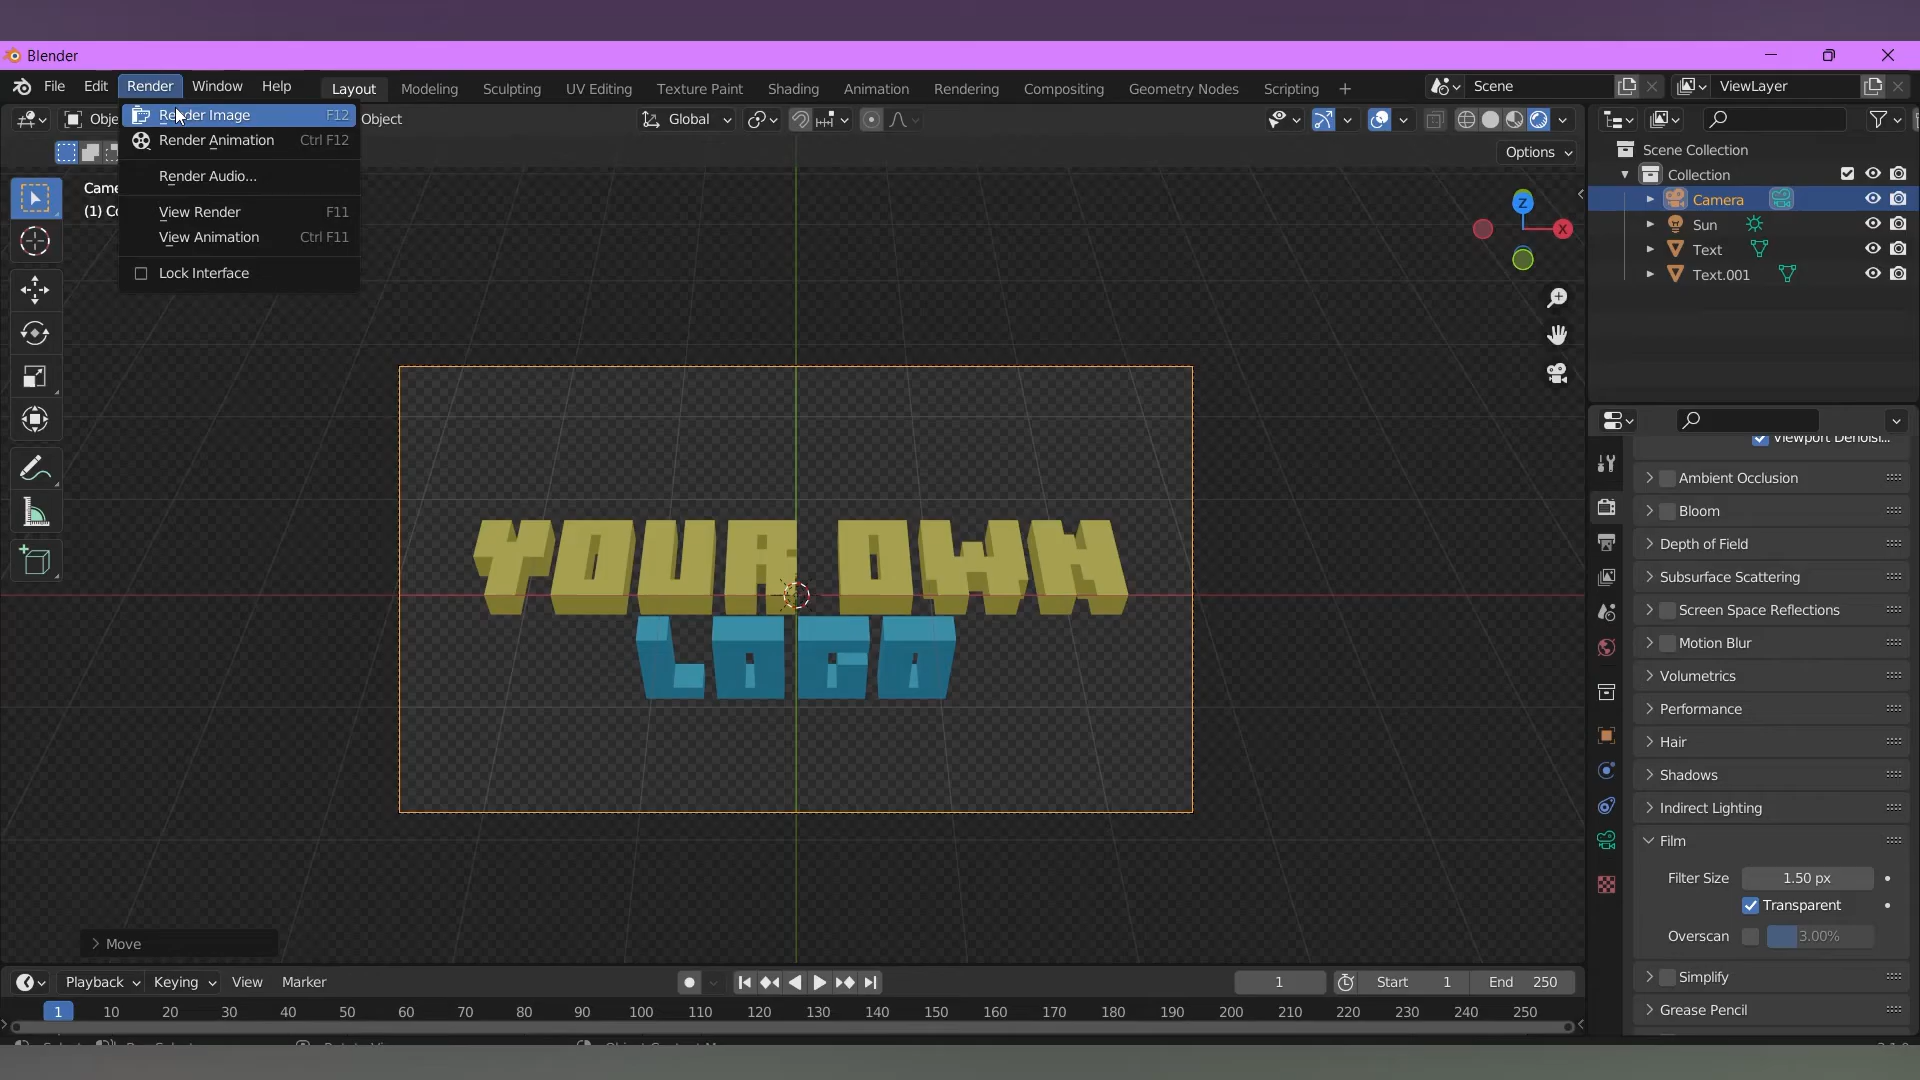 Blender
File Edit Render Window Help Layout Modeling Sculpting UV Editing Texture Paint Shading Animation Rendering Compositing Geometry Nodes Scripting + Scene ViewLayer
Render Image F12
Obje Object Global
Render Animation Ctrl F12
Options
Scene Collection
Render Audio...
Collection
Came
Camera
(1) Co
View Render F11
Sun
View Animation Ctrl F11
Text
Lock Interface
Text.001
Z
X
Viewport Denoisi...
Ambient Occlusion
Bloom
Depth of Field
Subsurface Scattering
Screen Space Reflections
Motion Blur
Volumetrics
Performance
Hair
Shadows
Indirect Lighting
Film
Filter Size 1.50 px
Transparent
Overscan 3.00%
Simplify
Grease Pencil
YOUR OWN
LOGO
Move
Playback Keying View Marker 1 Start 1 End 250
1 10 20 30 40 50 60 70 80 90 100 110 120 130 140 150 160 170 180 190 200 210 220 230 240 250